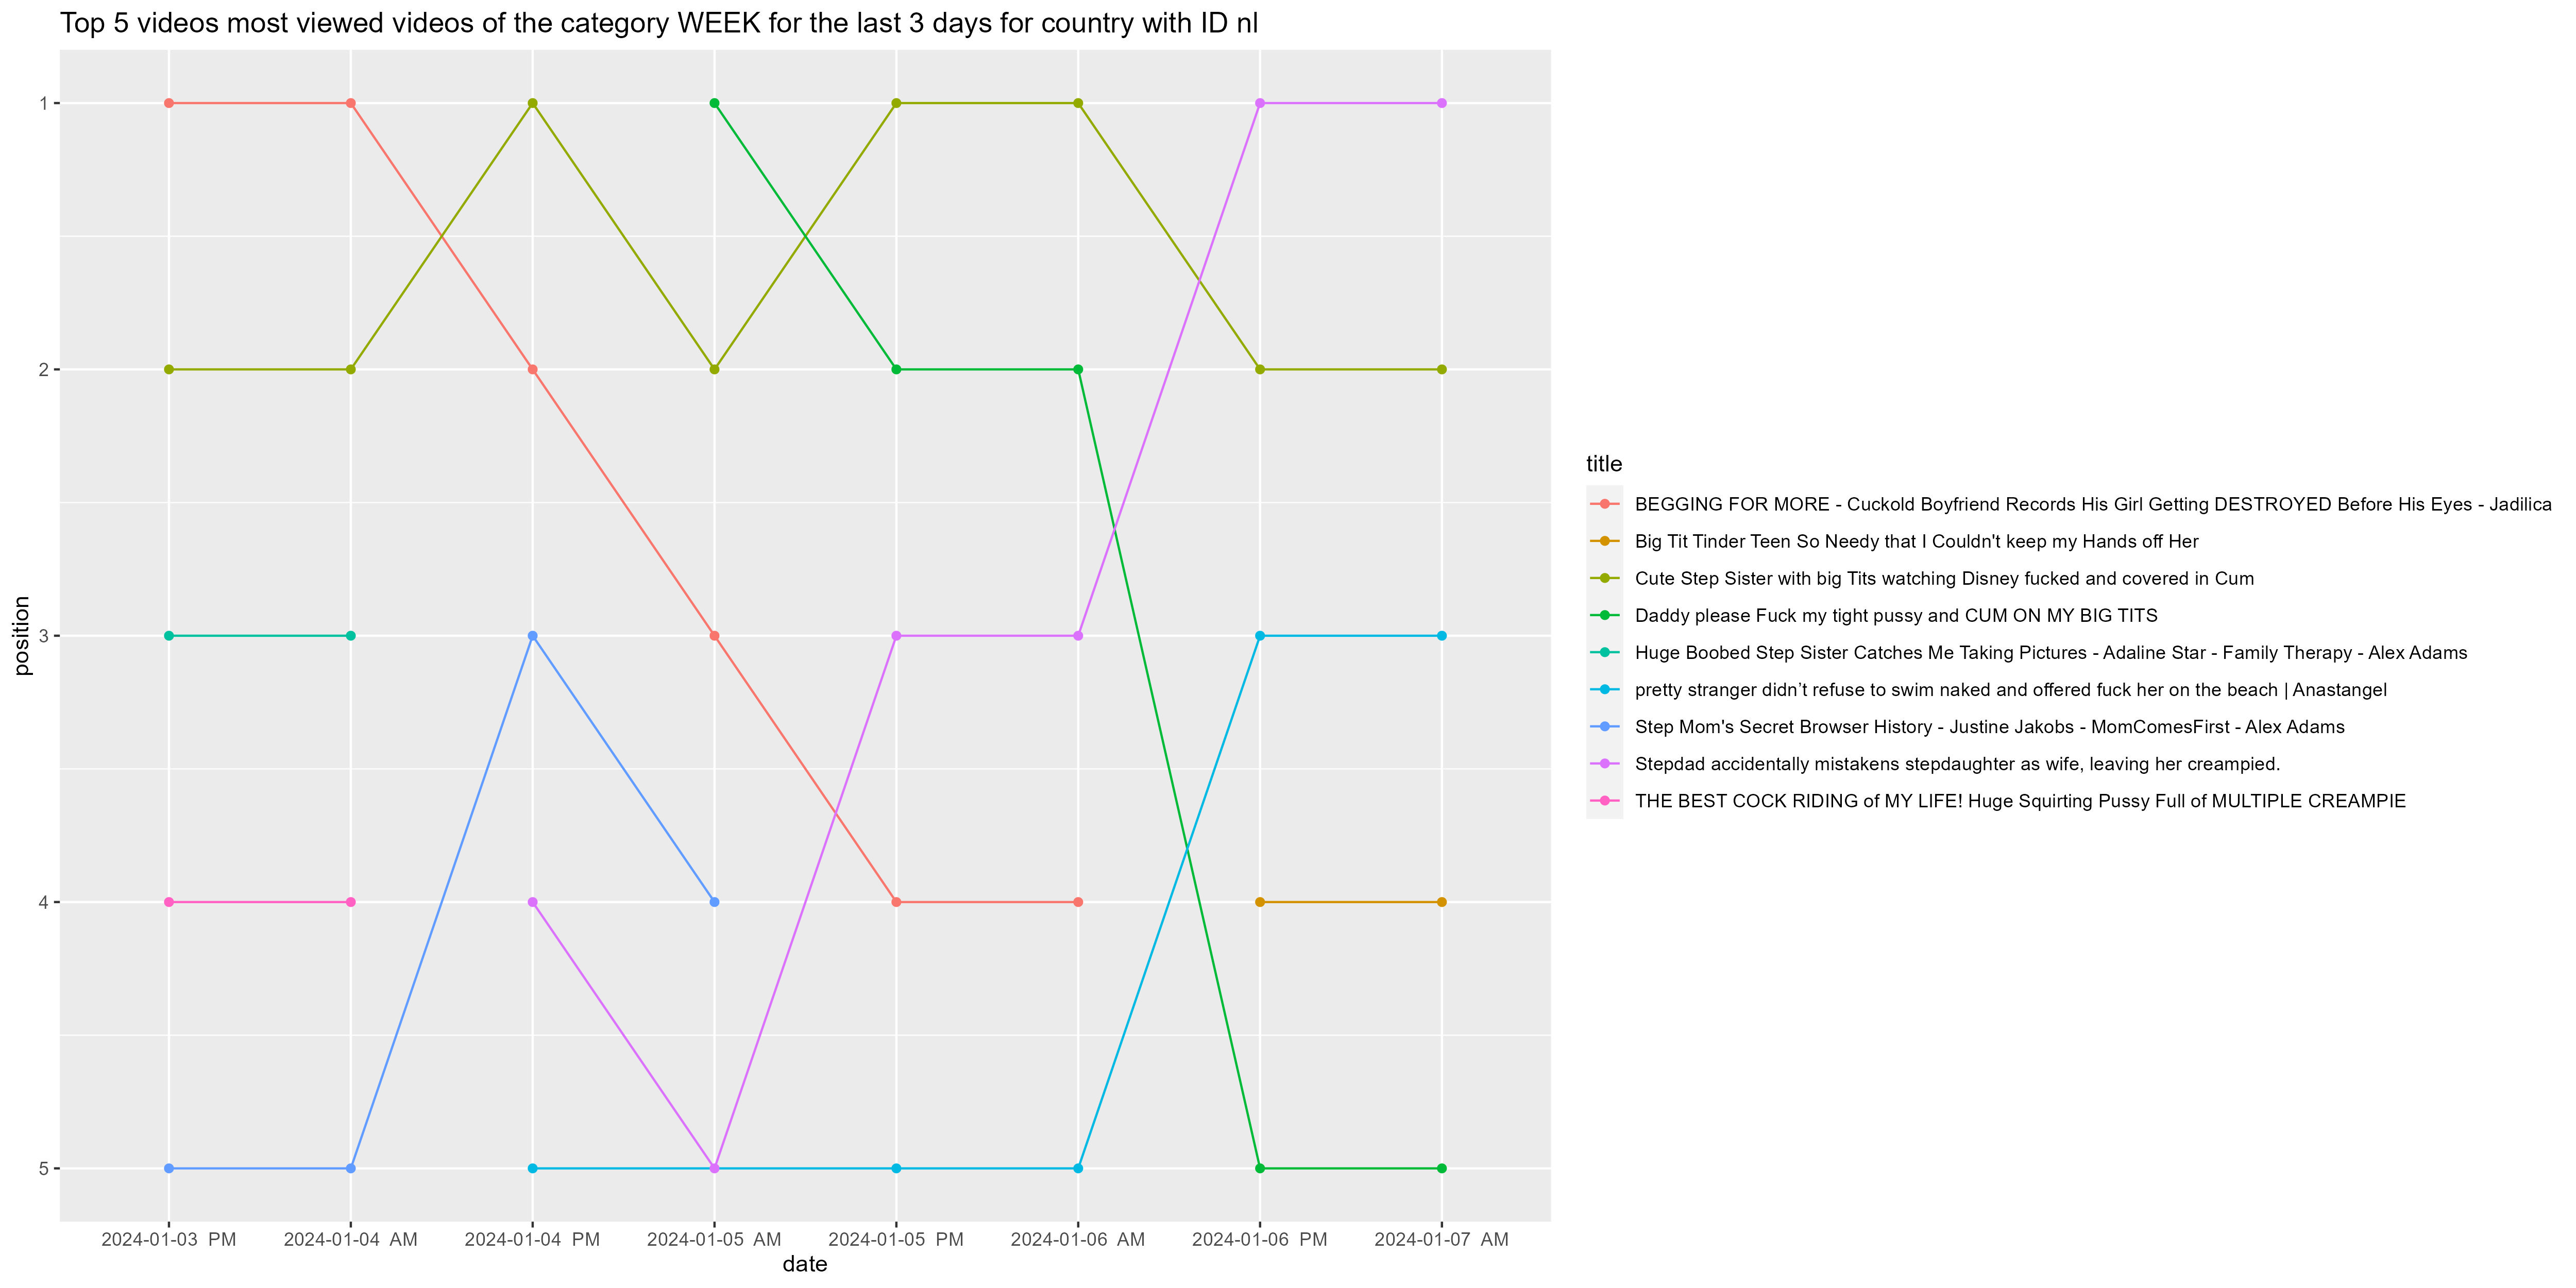 Top 5 videos most viewed videos of the category WEEK for the last 3 days for country with ID nl
position
1
2
3
4
5
2024-01-03 PM
2024-01-04 AM
2024-01-04 PM
2024-01-05 AM
2024-01-05 PM
2024-01-06 AM
2024-01-06 PM
2024-01-07 AM
date
title
BEGGING FOR MORE - Cuckold Boyfriend Records His Girl Getting DESTROYED Before His Eyes - Jadilica
Big Tit Tinder Teen So Needy that I Couldn't keep my Hands off Her
Cute Step Sister with big Tits watching Disney fucked and covered in Cum
Daddy please Fuck my tight pussy and CUM ON MY BIG TITS
Huge Boobed Step Sister Catches Me Taking Pictures - Adaline Star - Family Therapy - Alex Adams
pretty stranger didn’t refuse to swim naked and offered fuck her on the beach | Anastangel
Step Mom's Secret Browser History - Justine Jakobs - MomComesFirst - Alex Adams
Stepdad accidentally mistakens stepdaughter as wife, leaving her creampied.
THE BEST COCK RIDING of MY LIFE! Huge Squirting Pussy Full of MULTIPLE CREAMPIE